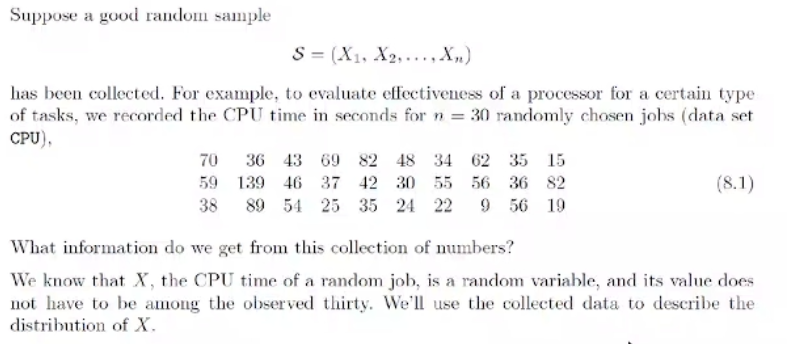 Suppose a good random sample
S = (X₁, X₂, . . . , Xₙ)
has been collected. For example, to evaluate effectiveness of a processor for a certain type
of tasks, we recorded the CPU time in seconds for n = 30 randomly chosen jobs (data set
CPU),
70 36 43 69 82 48 34 62 35 15
59 139 46 37 42 30 55 56 36 82 (8.1)
38 89 54 25 35 24 22 9 56 19
What information do we get from this collection of numbers?
We know that X, the CPU time of a random job, is a random variable, and its value does
not have to be among the observed thirty. We'll use the collected data to describe the
distribution of X.